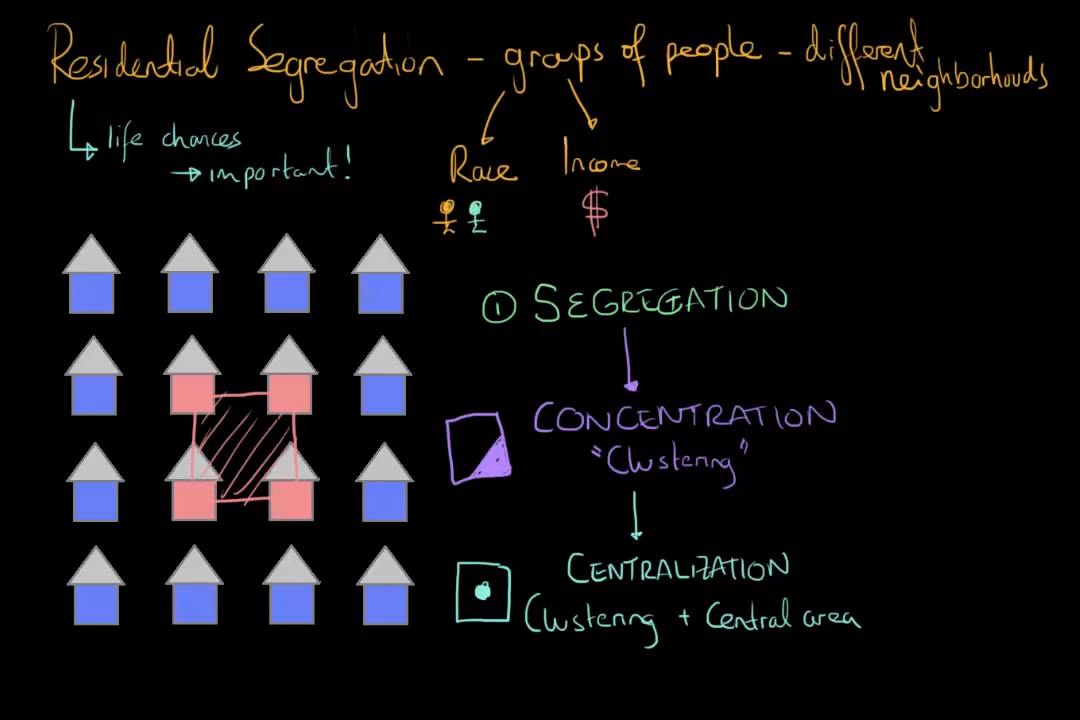 Residential Segregation - groups of people - different neighborhoods
life chances
→ important!
Race Income
$
① SEGREGATION
CONCENTRATION
"Clustering"
CENTRALIZATION
Clustering + Central area